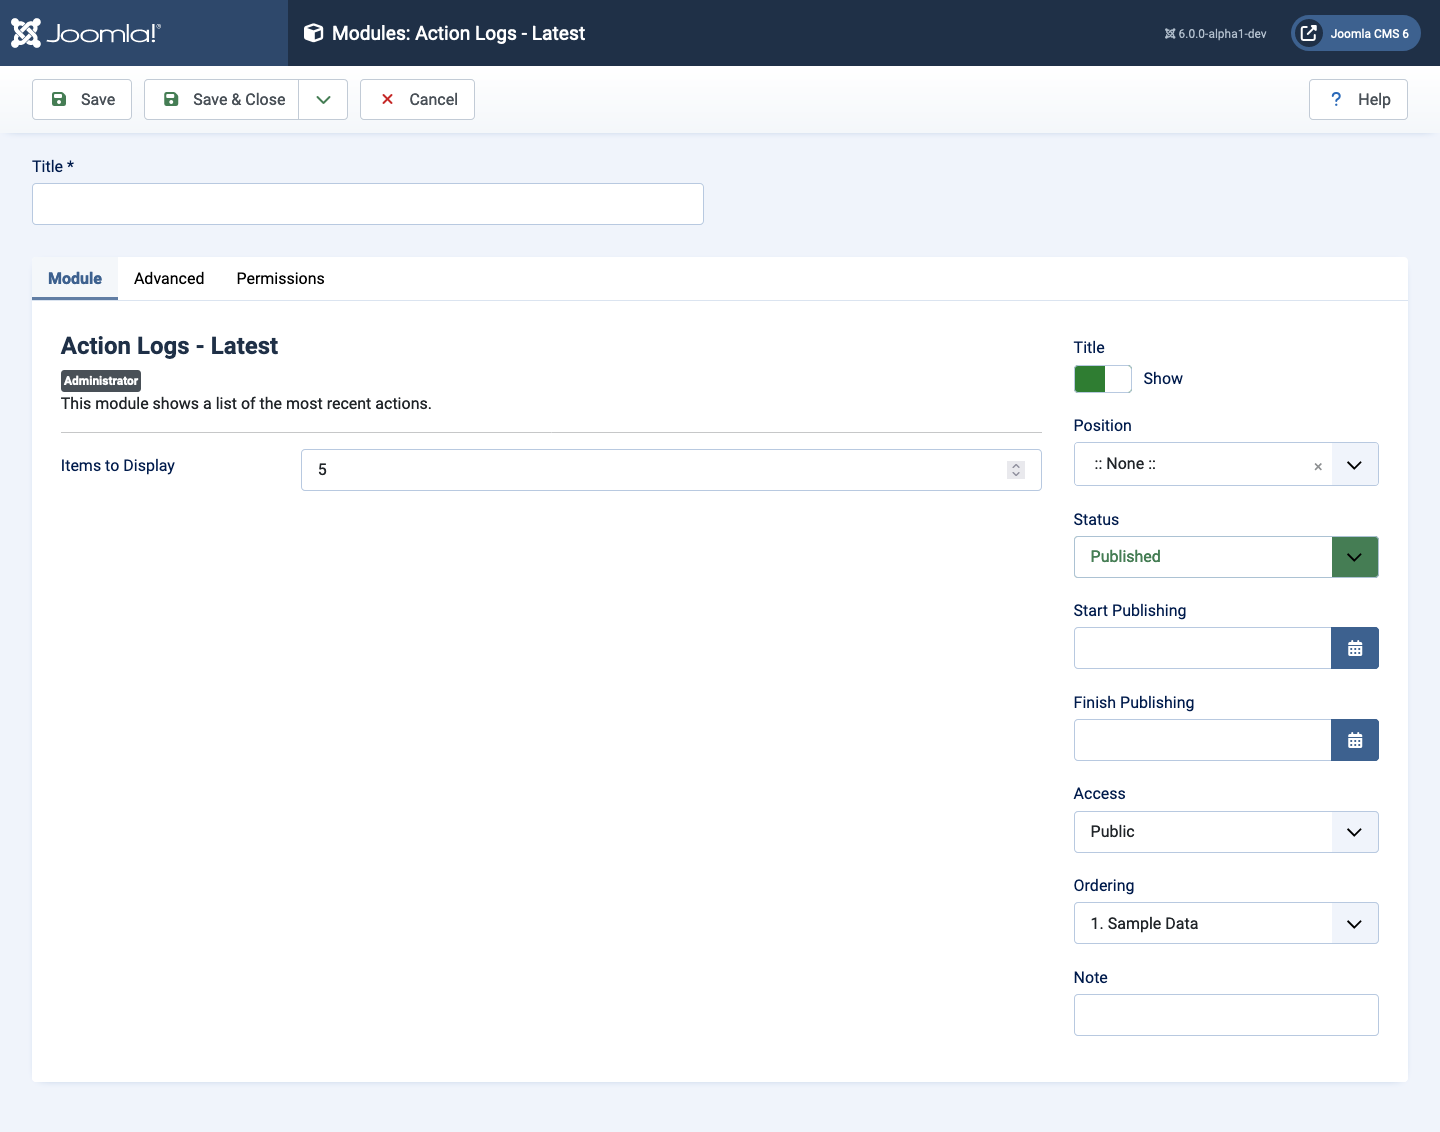 Joomla!®
Modules: Action Logs - Latest
6.0.0-alpha1-dev
Joomla CMS 6
Save
Save & Close
Cancel
? Help
Title *
Module
Advanced
Permissions
Action Logs - Latest
Administrator
This module shows a list of the most recent actions.
Items to Display
5
Title
Show
Position
:: None ::
×
Status
Published
Start Publishing
Finish Publishing
Access
Public
Ordering
1. Sample Data
Note